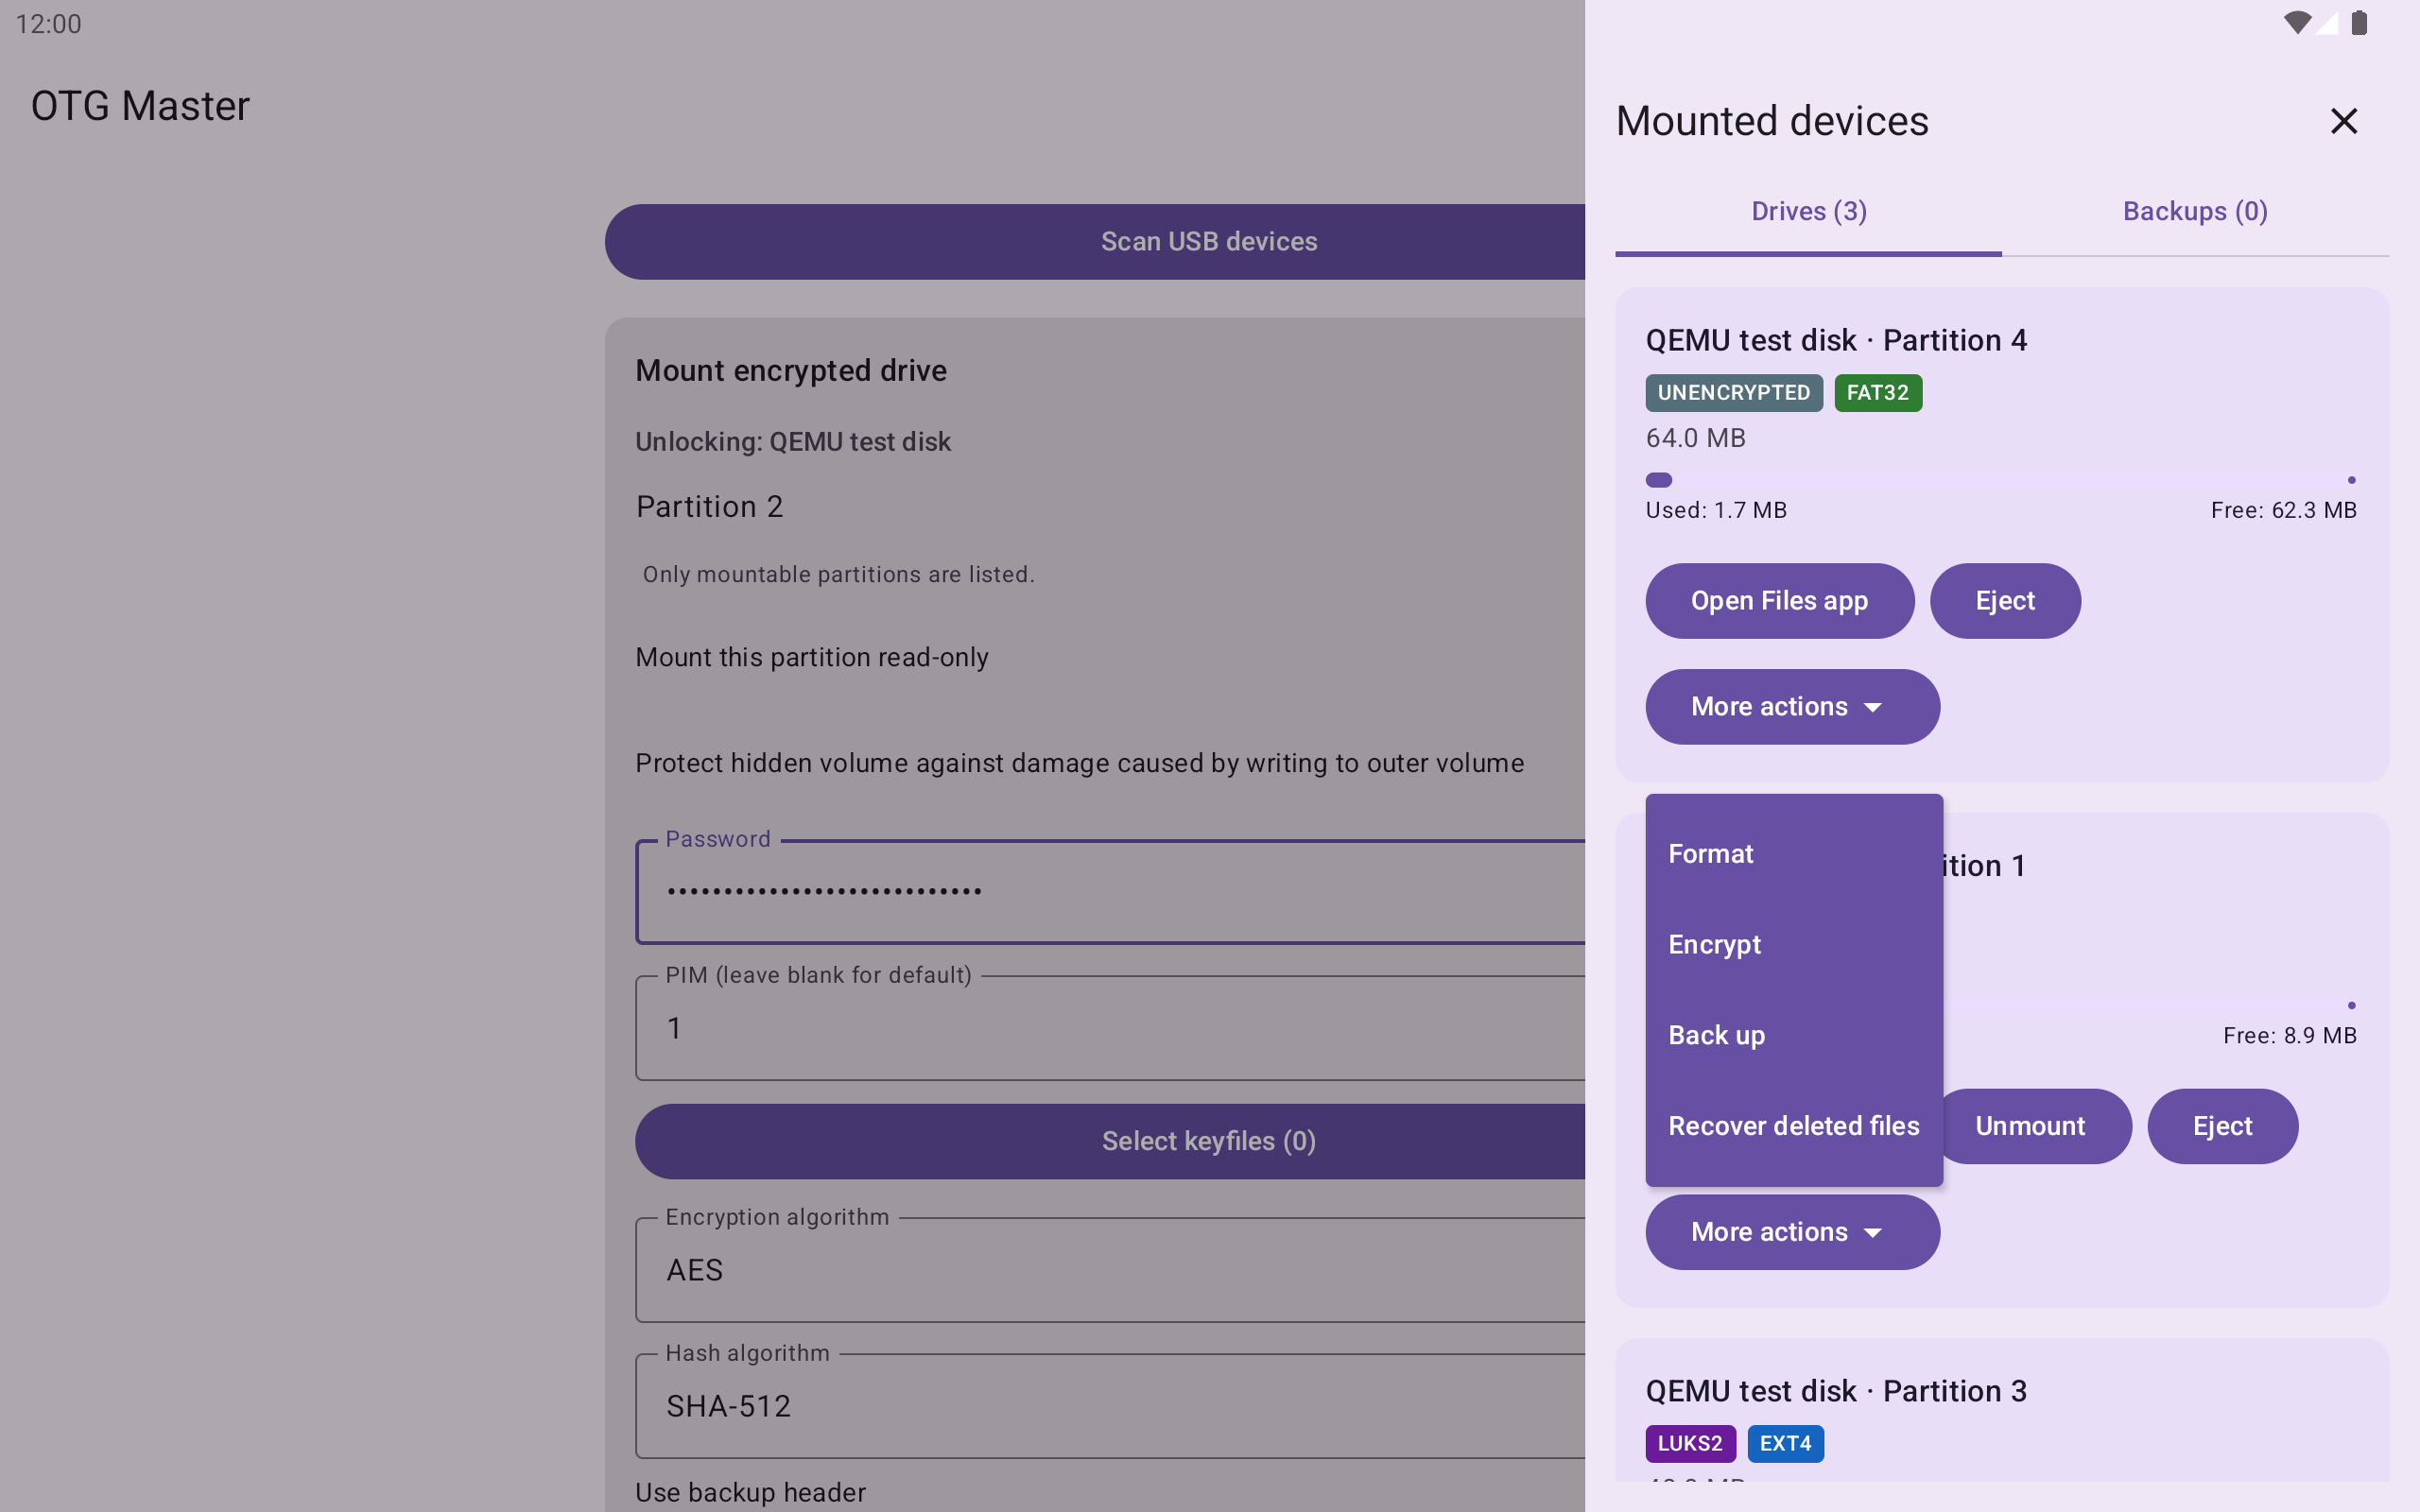 12:00
OTG Master
Scan USB devices
Mount encrypted drive
Unlocking: QEMU test disk
Partition 2
Only mountable partitions are listed.
Mount this partition read-only
Protect hidden volume against damage caused by writing to outer volume
Password
••••••••••••••••••••••••••••
PIM (leave blank for default)
1
Select keyfiles (0)
Encryption algorithm
AES
Hash algorithm
SHA-512
Use backup header
Mounted devices
Drives (3)
Backups (0)
QEMU test disk · Partition 4
UNENCRYPTED FAT32
64.0 MB
Used: 1.7 MB
Free: 62.3 MB
Open Files app
Eject
More actions
Format
Encrypt
Back up
Recover deleted files
1
Free: 8.9 MB
Unmount
Eject
More actions
QEMU test disk · Partition 3
LUKS2 EXT4